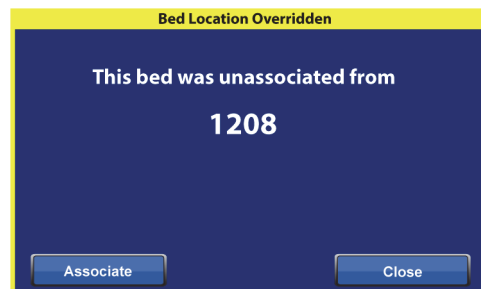 Bed Location Overridden
This bed was unassociated from
1208
Associate
Close